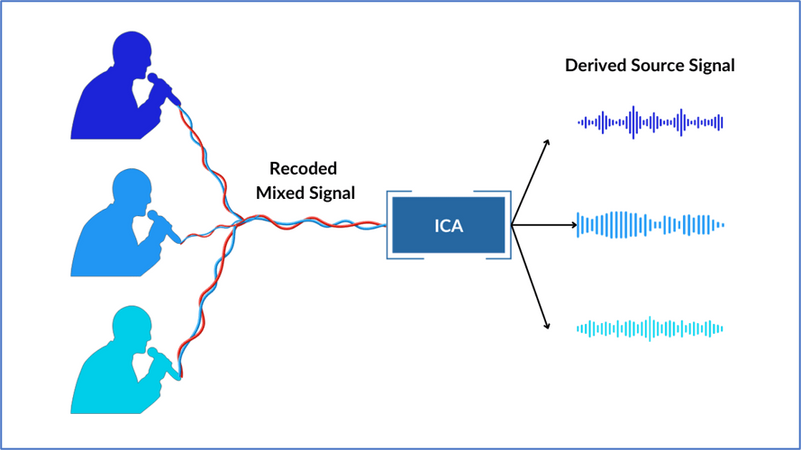 Derived Source Signal
Recoded
Mixed Signal
ICA